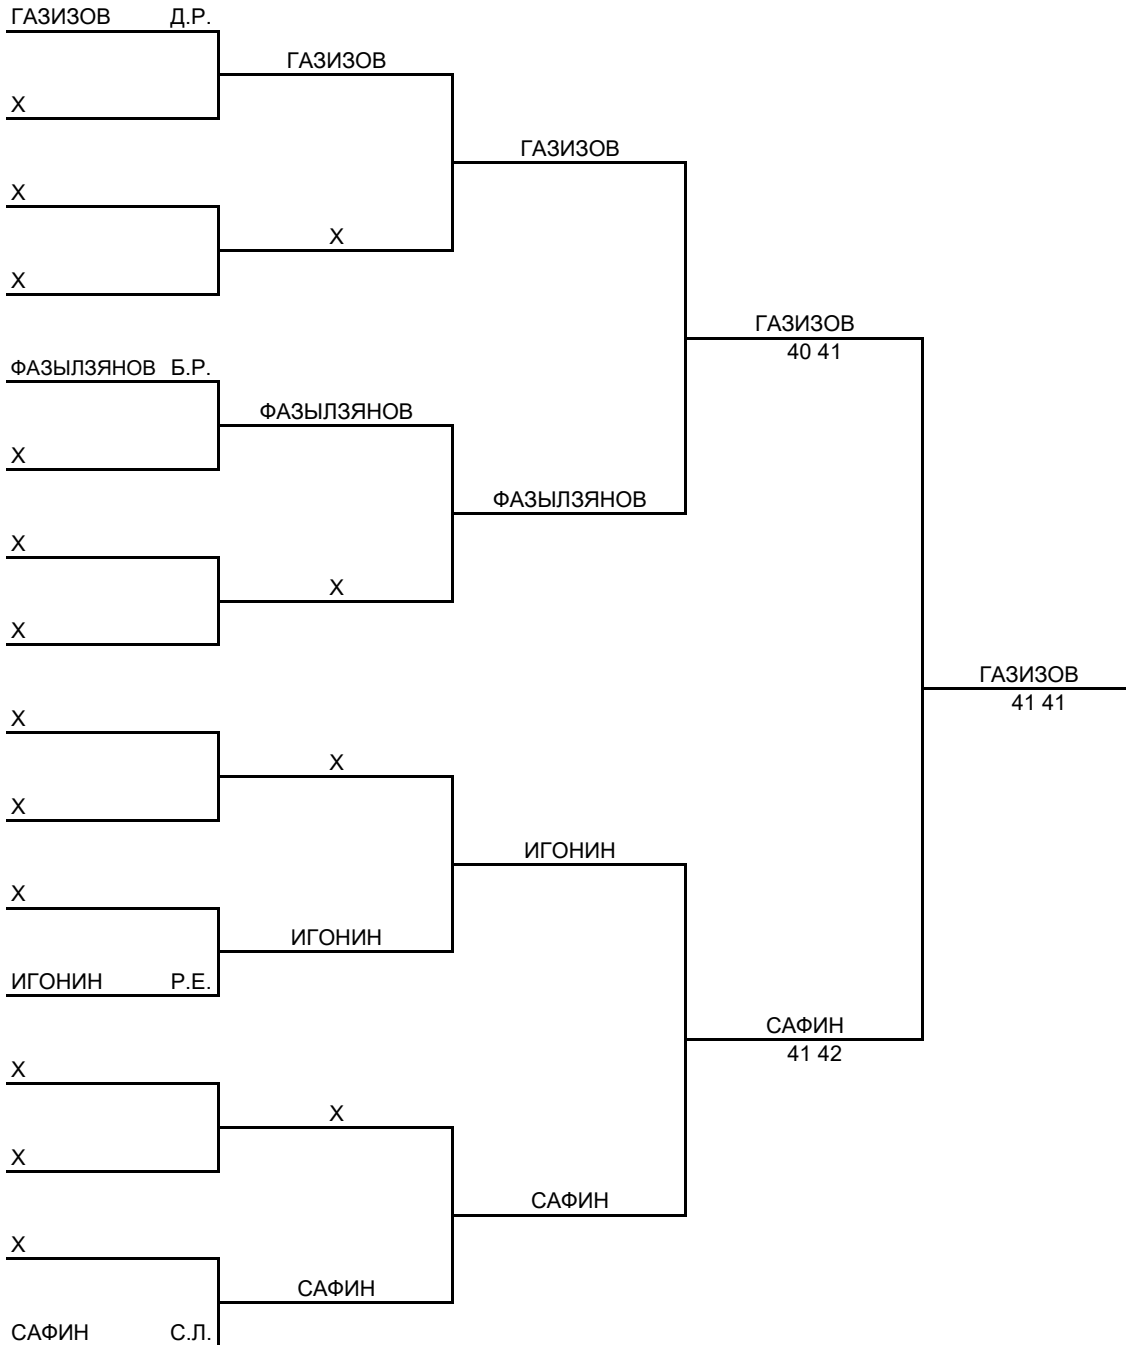 ГАЗИЗОВ Д.Р.
ГАЗИЗОВ
Х
ГАЗИЗОВ
Х
Х
Х
ГАЗИЗОВ
40 41
ФАЗЫЛЗЯНОВ Б.Р.
ФАЗЫЛЗЯНОВ
Х
ФАЗЫЛЗЯНОВ
Х
Х
Х
ГАЗИЗОВ
41 41
Х
Х
Х
ИГОНИН
Х
ИГОНИН
ИГОНИН Р.Е.
САФИН
41 42
Х
Х
Х
САФИН
Х
САФИН
САФИН С.Л.